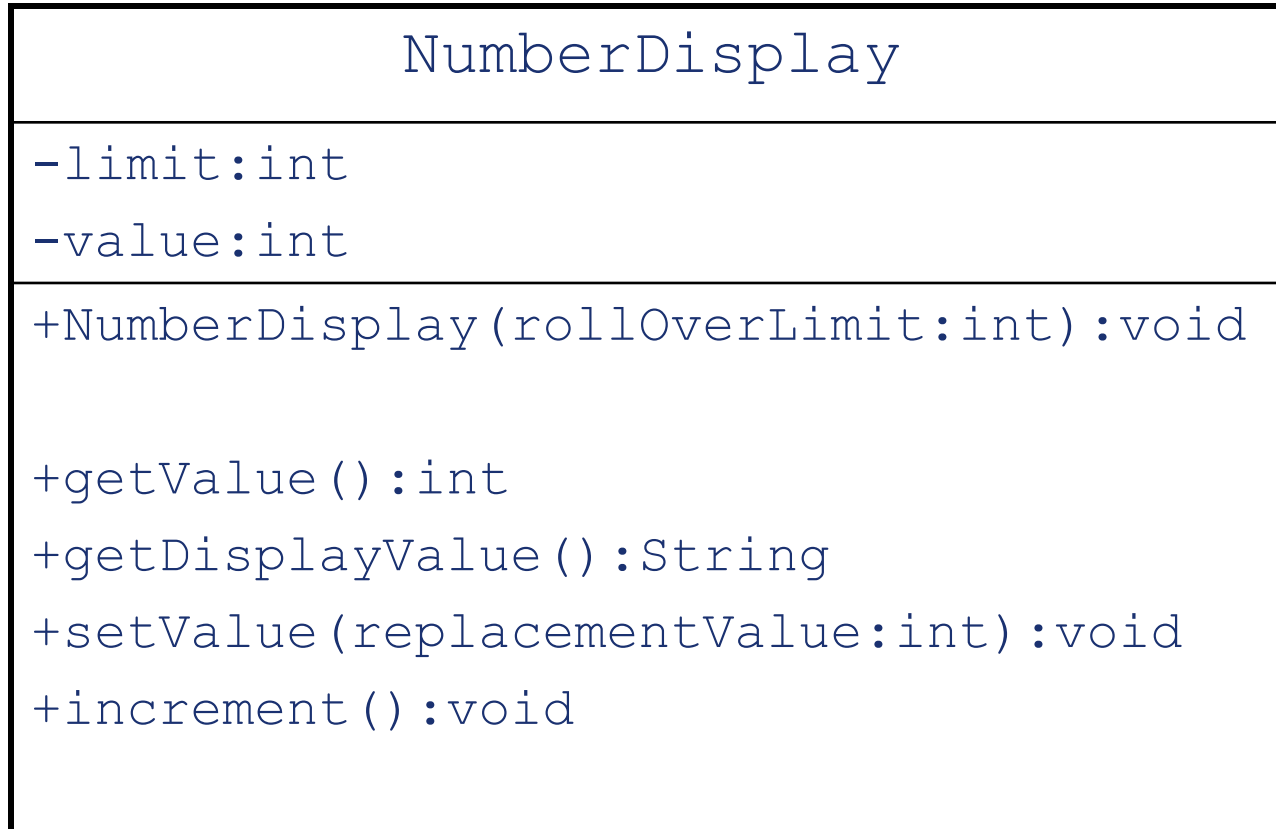 NumberDisplay
-limit:int
-value:int
+NumberDisplay(rollOverLimit:int):void
+getValue():int
+getDisplayValue():String
+setValue(replacementValue:int):void
+increment():void